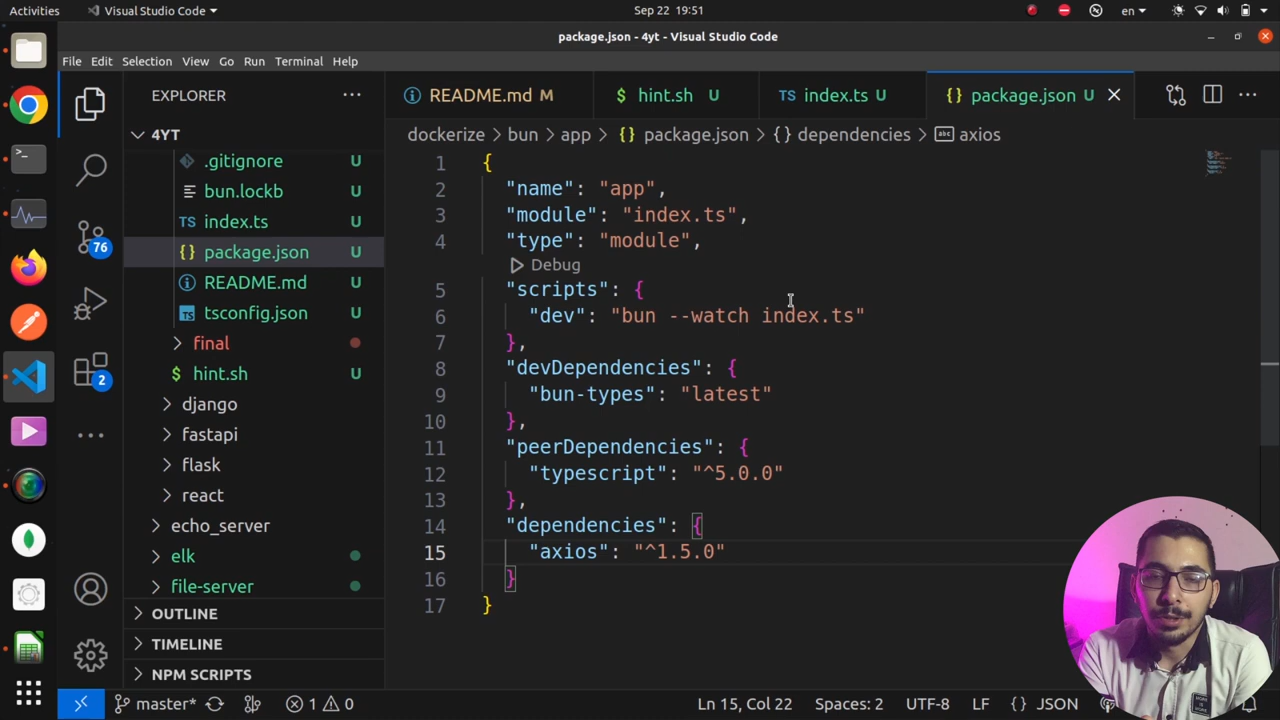 Activities
Visual Studio Code
Sep 22 19:51
en
package.json - 4yt - Visual Studio Code
File Edit Selection View Go Run Terminal Help
EXPLORER
README.md M
hint.sh U
index.ts U
package.json U
4YT
dockerize > bun > app > {} package.json > {} dependencies > abc axios
.gitignore U
bun.lockb U
index.ts U
{} package.json U
README.md U
tsconfig.json U
final
$ hint.sh U
django
fastapi
flask
react
echo_server
elk
file-server
OUTLINE
TIMELINE
NPM SCRIPTS
76
2
1 {
2 "name": "app",
3 "module": "index.ts",
4 "type": "module",
Debug
5 "scripts": {
6 "dev": "bun --watch index.ts"
7 },
8 "devDependencies": {
9 "bun-types": "latest"
10 },
11 "peerDependencies": {
12 "typescript": "^5.0.0"
13 },
14 "dependencies": {
15 "axios": "^1.5.0"
16 }
17 }
master*
1 0
Ln 15, Col 22
Spaces: 2
UTF-8
LF
{} JSON